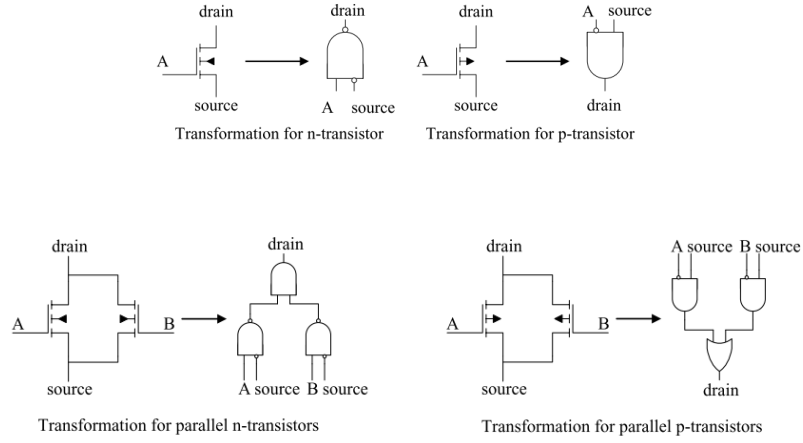 drain
drain
drain
A source
A
A
source
A source
source
drain
Transformation for n-transistor
Transformation for p-transistor
drain
drain
drain
A source B source
A
B
A
B
source
A source B source
source
drain
Transformation for parallel n-transistors
Transformation for parallel p-transistors